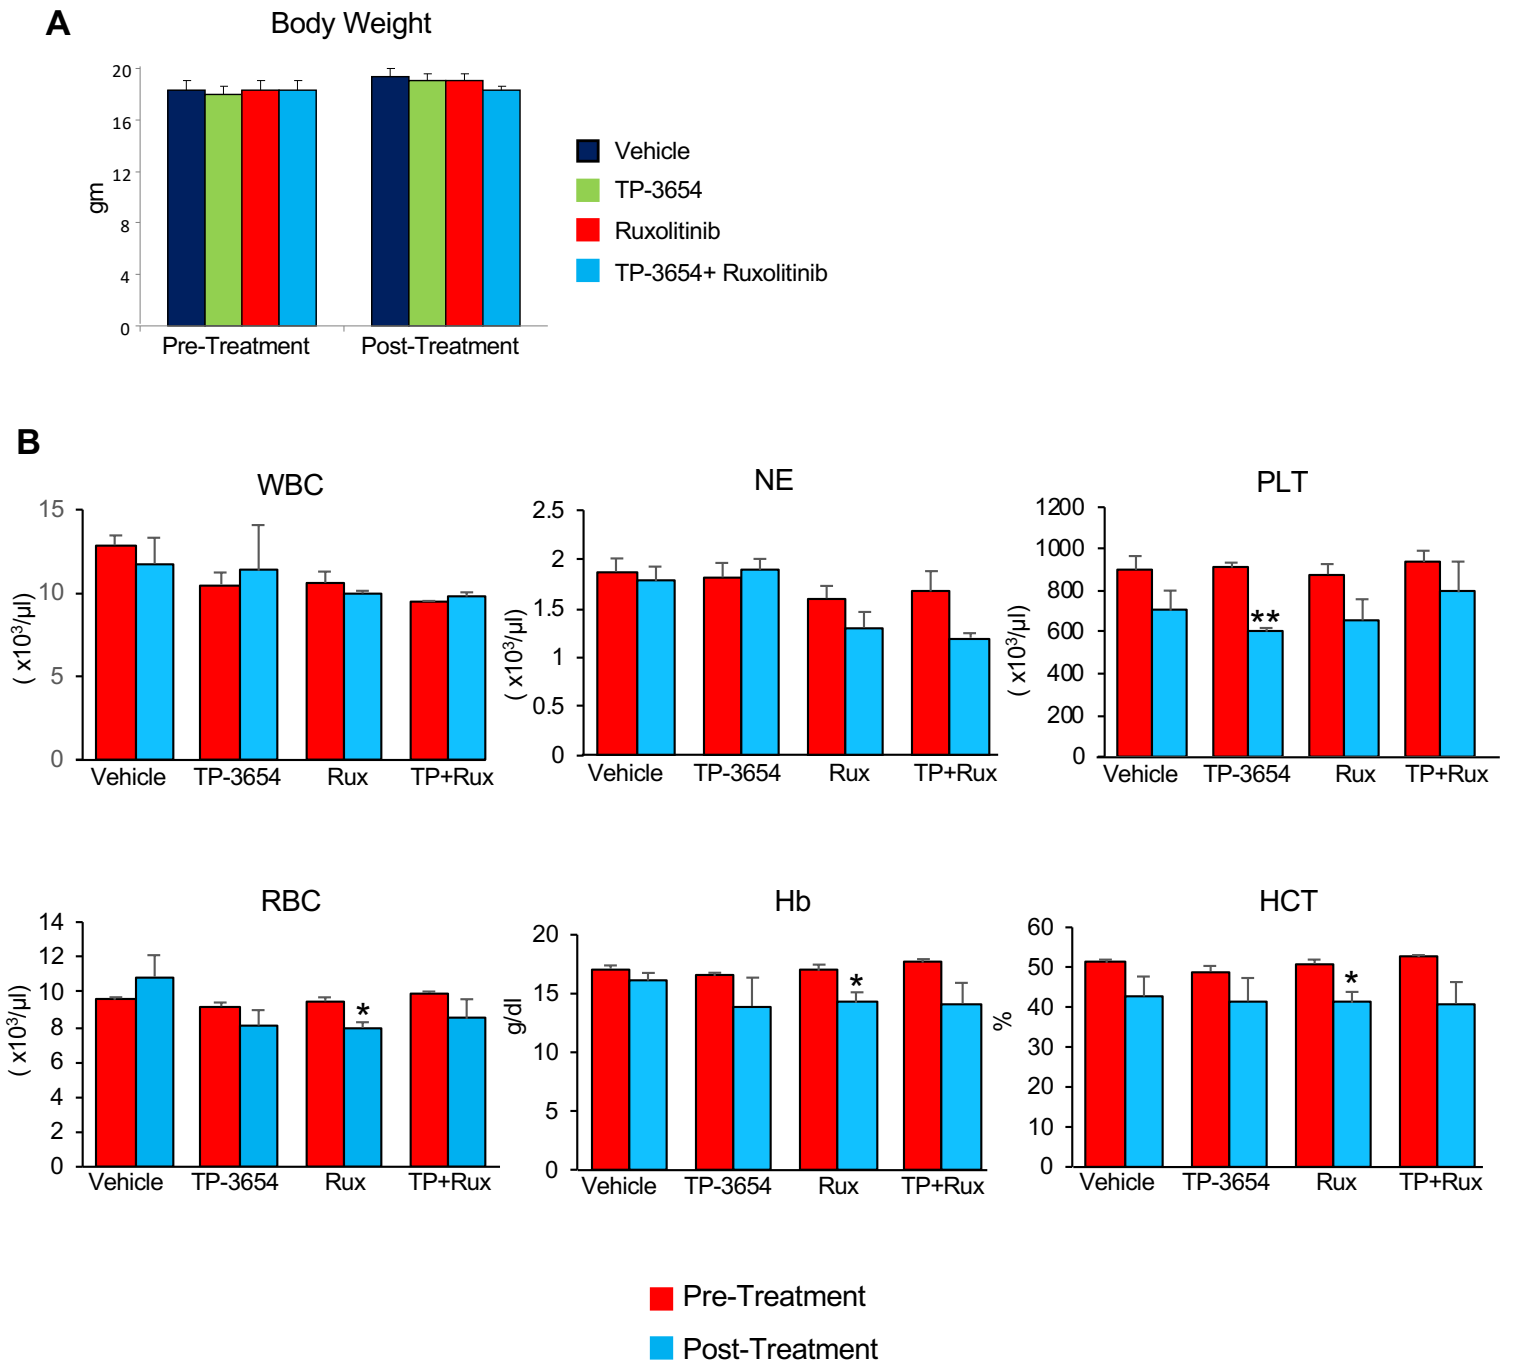 A
Body Weight
20
16
12
8
4
0
gm
Pre-Treatment
Post-Treatment
Vehicle
TP-3654
Ruxolitinib
TP-3654+ Ruxolitinib
B
WBC
15
10
5
0
( x10³/µl)
Vehicle TP-3654 Rux TP+Rux
NE
2.5
2
1.5
1
0.5
0
( x10³/µl)
Vehicle TP-3654 Rux TP+Rux
PLT
1200
1000
800
600
400
200
0
( x10³/µl)
**
Vehicle TP-3654 Rux TP+Rux
RBC
14
12
10
8
6
4
2
0
( x10³/µl)
*
Vehicle TP-3654 Rux TP+Rux
Hb
20
15
10
5
0
g/dl
*
Vehicle TP-3654 Rux TP+Rux
HCT
60
50
40
30
20
10
0
%
*
Vehicle TP-3654 Rux TP+Rux
Pre-Treatment
Post-Treatment